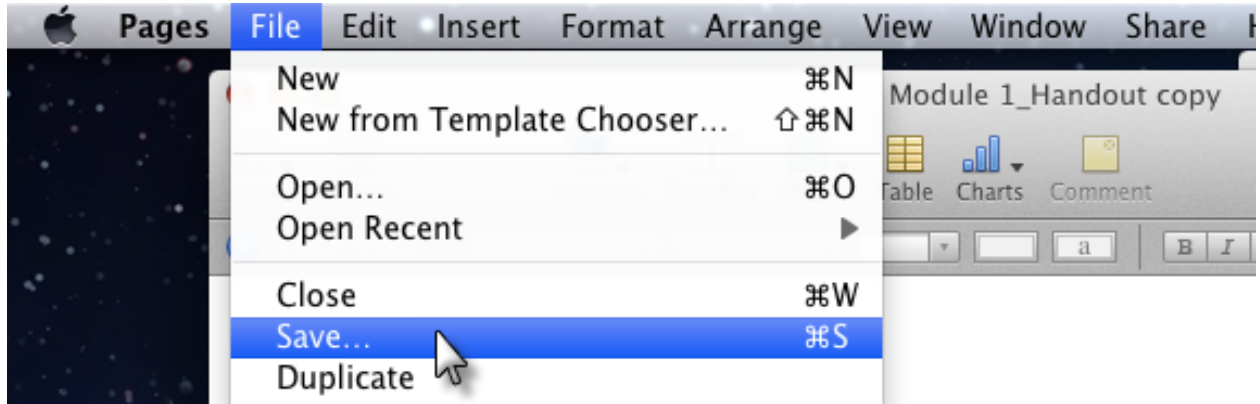 Pages File Edit Insert Format Arrange View Window Share
New ⌘N
Module 1_Handout copy
New from Template Chooser... ⇧⌘N
Open... ⌘O
Table Charts Comment
Open Recent
a B I
Close ⌘W
Save... ⌘S
Duplicate